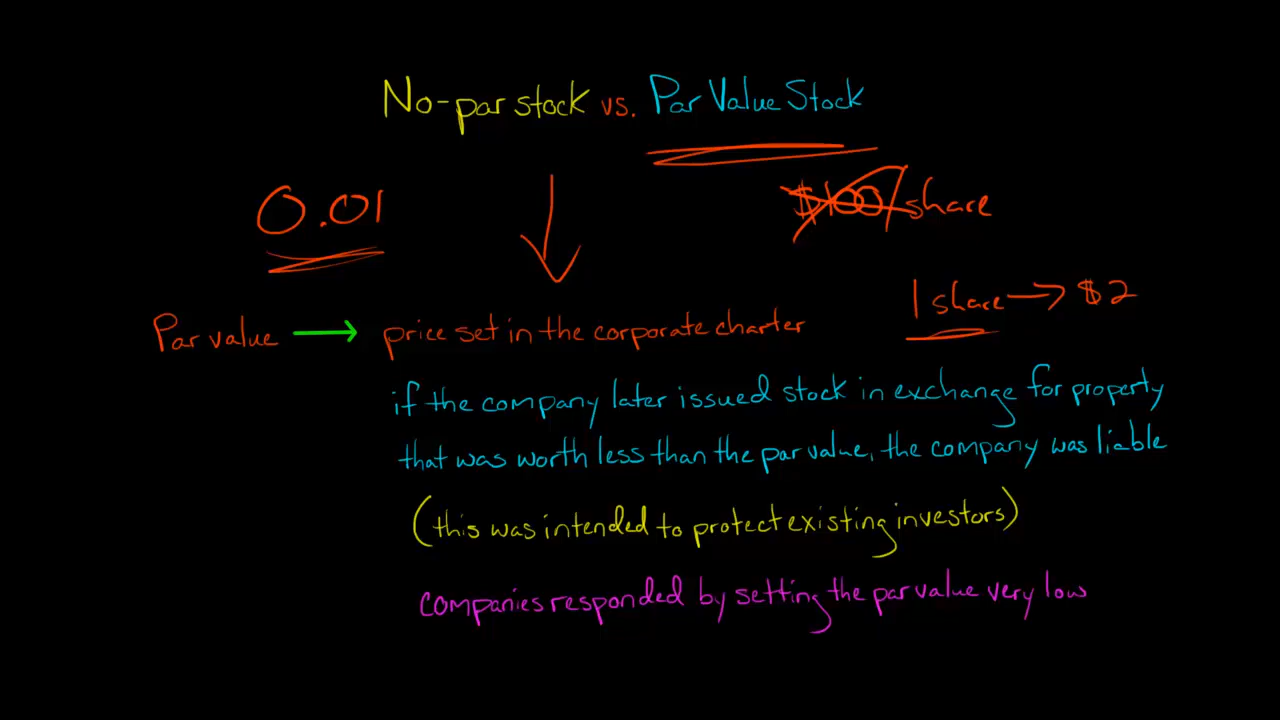 No-par stock vs. Par Value Stock
0.01
$100/share
1 share → $2
Par value → price set in the corporate charter
if the company later issued stock in exchange for property
that was worth less than the par value, the company was liable
(this was intended to protect existing investors)
companies responded by setting the par value very low